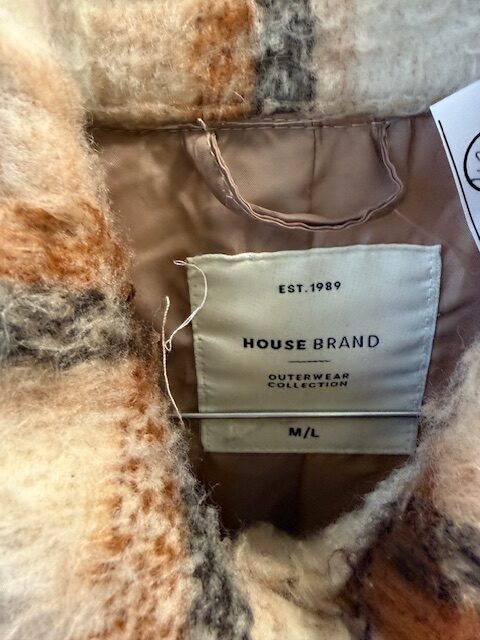 EST.1989
HOUSE BRAND
OUTERWEAR
COLLECTION
M/L